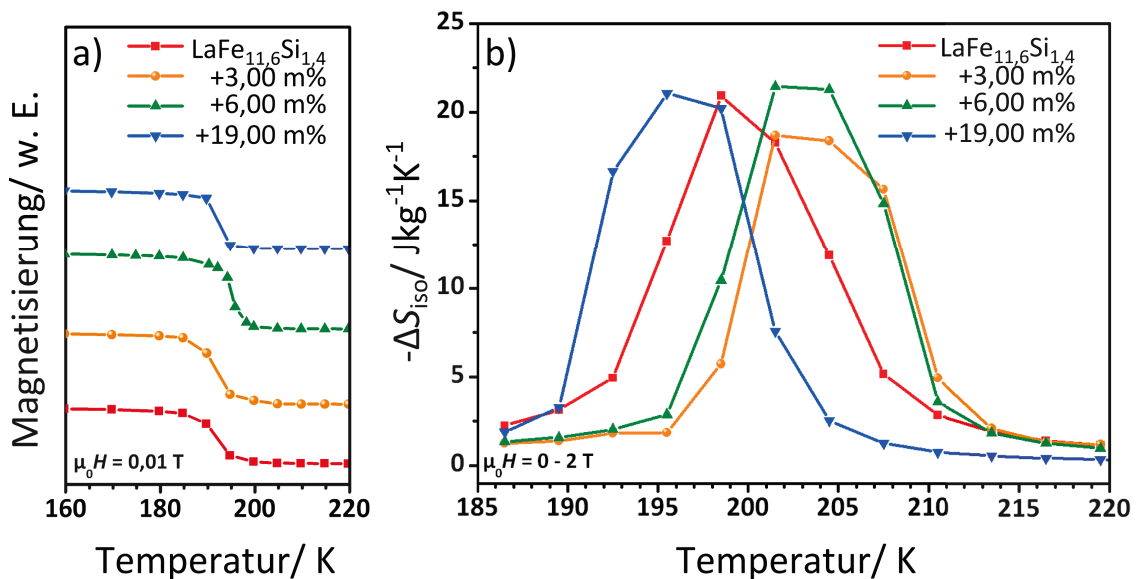 a)
LaFe11,6Si1,4
+3,00 m%
+6,00 m%
+19,00 m%
Magnetisierung/ w. E.
μ0H = 0,01 T
160 180 200 220
Temperatur/ K
b)
LaFe11,6Si1,4
+3,00 m%
+6,00 m%
+19,00 m%
25
20
15
10
5
0
-ΔSiso/ Jkg-1K-1
μ0H = 0 - 2 T
185 190 195 200 205 210 215 220
Temperatur/ K